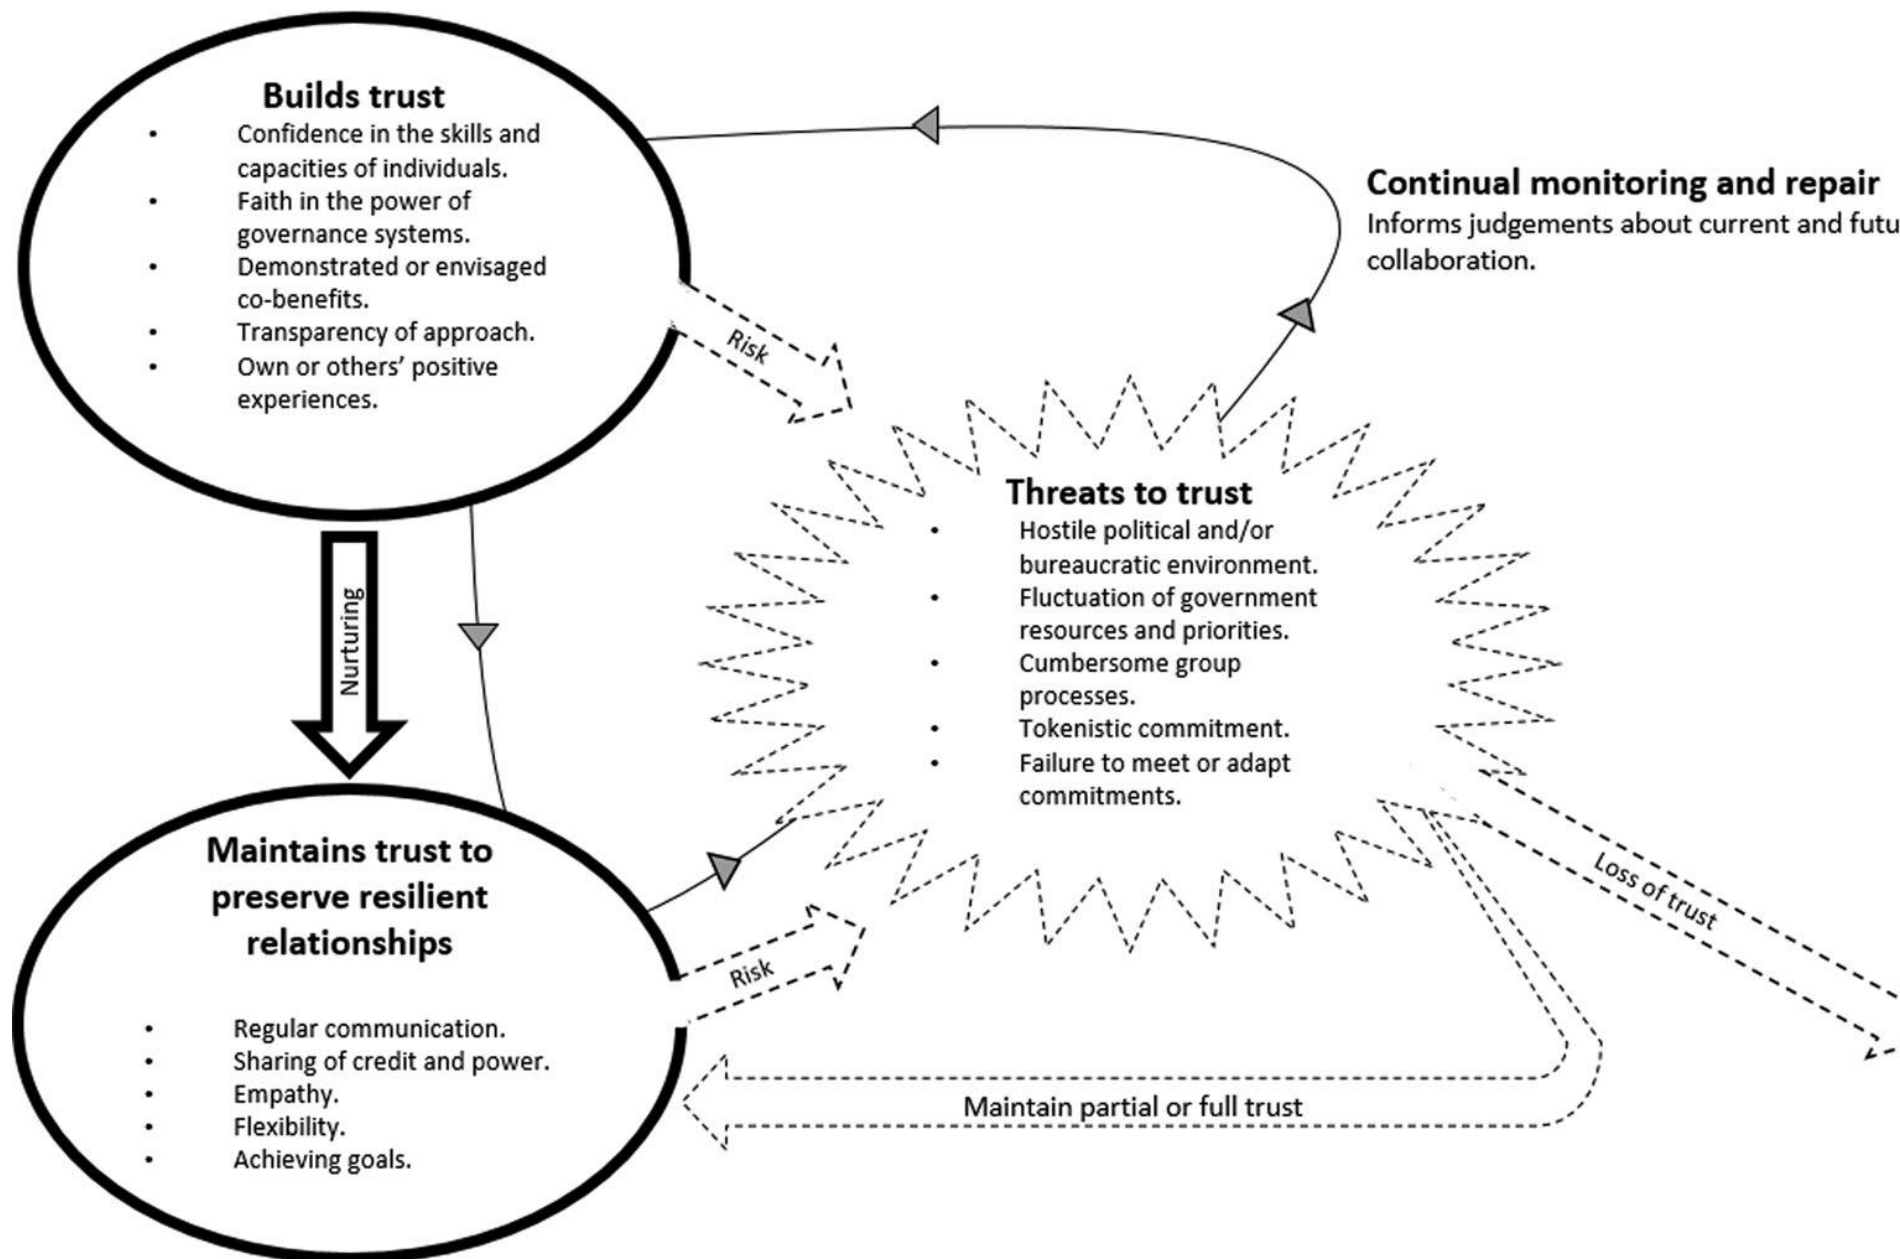 Builds trust
• Confidence in the skills and
capacities of individuals.
• Faith in the power of
governance systems.
• Demonstrated or envisaged
co-benefits.
• Transparency of approach.
• Own or others’ positive
experiences.
Risk
Continual monitoring and repair
Informs judgements about current and futu
collaboration.
Threats to trust
• Hostile political and/or
bureaucratic environment.
• Fluctuation of government
resources and priorities.
• Cumbersome group
processes.
• Tokenistic commitment.
• Failure to meet or adapt
commitments.
Nurturing
Maintains trust to
preserve resilient
relationships
• Regular communication.
• Sharing of credit and power.
• Empathy.
• Flexibility.
• Achieving goals.
Risk
Loss of trust
Maintain partial or full trust